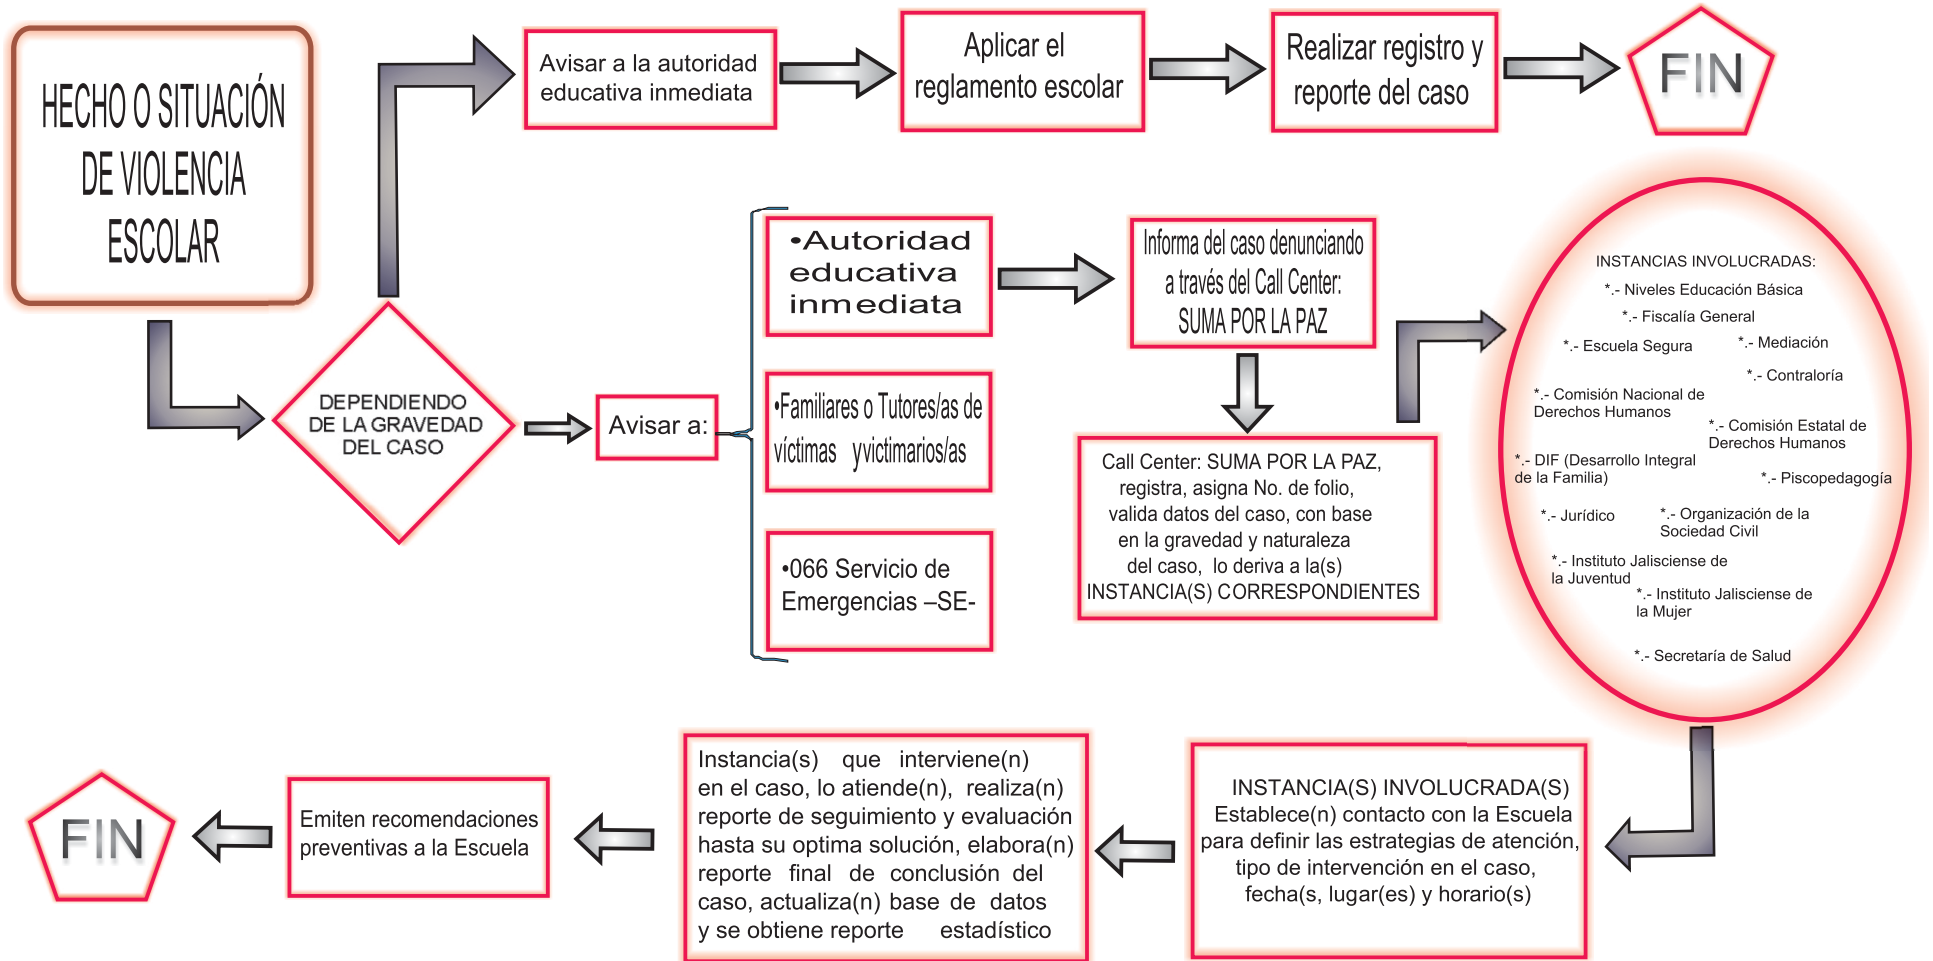 HECHO O SITUACIÓN
DE VIOLENCIA
ESCOLAR
Avisar a la autoridad
educativa inmediata
Aplicar el
reglamento escolar
Realizar registro y
reporte del caso
FIN
DEPENDIENDO
DE LA GRAVEDAD
DEL CASO
Avisar a:
•Autoridad
educativa
inmediata
•Familiares o Tutores/as de
víctimas yvictimarios/as
•066 Servicio de
Emergencias –SE-
Informa del caso denunciando
a través del Call Center:
SUMA POR LA PAZ
Call Center: SUMA POR LA PAZ,
registra, asigna No. de folio,
valida datos del caso, con base
en la gravedad y naturaleza
del caso, lo deriva a la(s)
INSTANCIA(S) CORRESPONDIENTES
INSTANCIAS INVOLUCRADAS:
*.- Niveles Educación Básica
*.- Fiscalía General
*.- Escuela Segura
*.- Mediación
*.- Contraloría
*.- Comisión Nacional de
Derechos Humanos
*.- Comisión Estatal de
Derechos Humanos
*.- DIF (Desarrollo Integral
de la Familia)
*.- Piscopedagogía
*.- Jurídico
*.- Organización de la
Sociedad Civil
*.- Instituto Jalisciense de
la Juventud
*.- Instituto Jalisciense de
la Mujer
*.- Secretaría de Salud
INSTANCIA(S) INVOLUCRADA(S)
Establece(n) contacto con la Escuela
para definir las estrategias de atención,
tipo de intervención en el caso,
fecha(s, lugar(es) y horario(s)
Instancia(s) que interviene(n)
en el caso, lo atiende(n), realiza(n)
reporte de seguimiento y evaluación
hasta su optima solución, elabora(n)
reporte final de conclusión del
caso, actualiza(n) base de datos
y se obtiene reporte estadístico
Emiten recomendaciones
preventivas a la Escuela
FIN